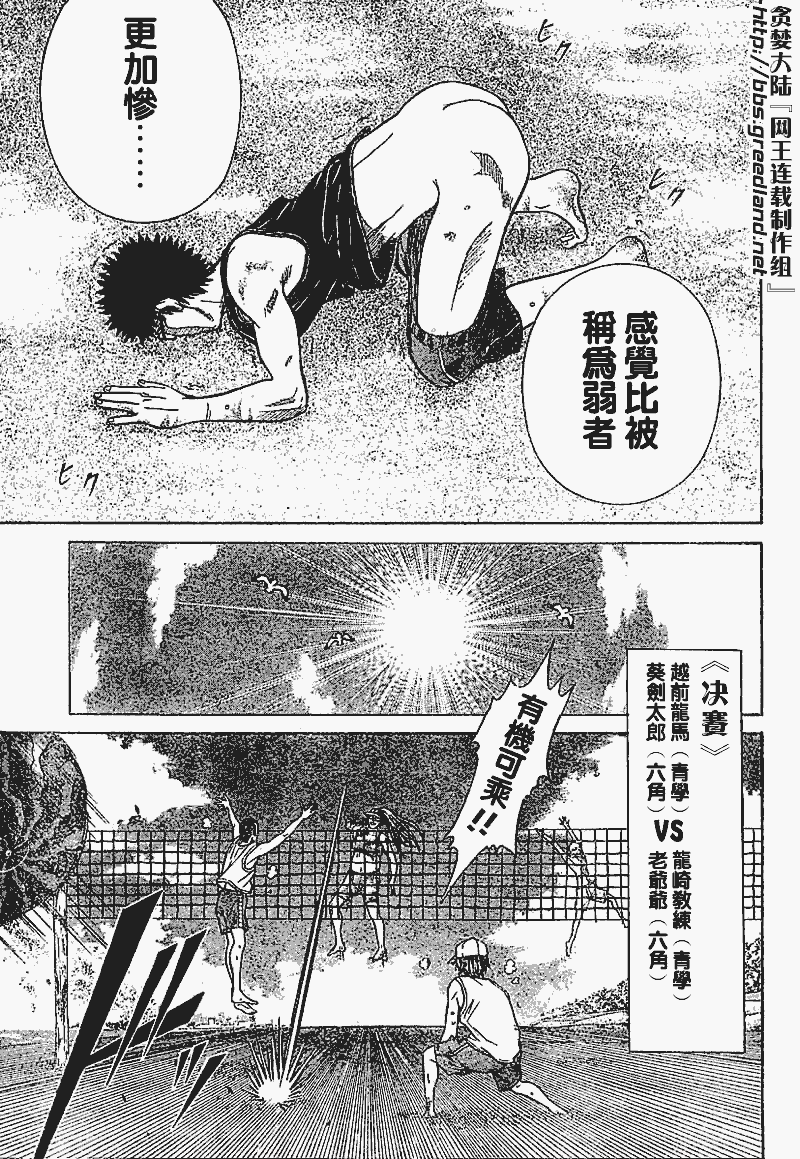 感覺比被
稱爲弱者
更加慘……
ヒク
ヒク
ヒク
《决賽》
越前龍馬(青學)
葵劍太郎(六角)
VS
龍崎教練(青學)
老爺爺(六角)
有機可乘!!
贪婪大陆『网王连载制作组』
-http://bbs.greedland.net